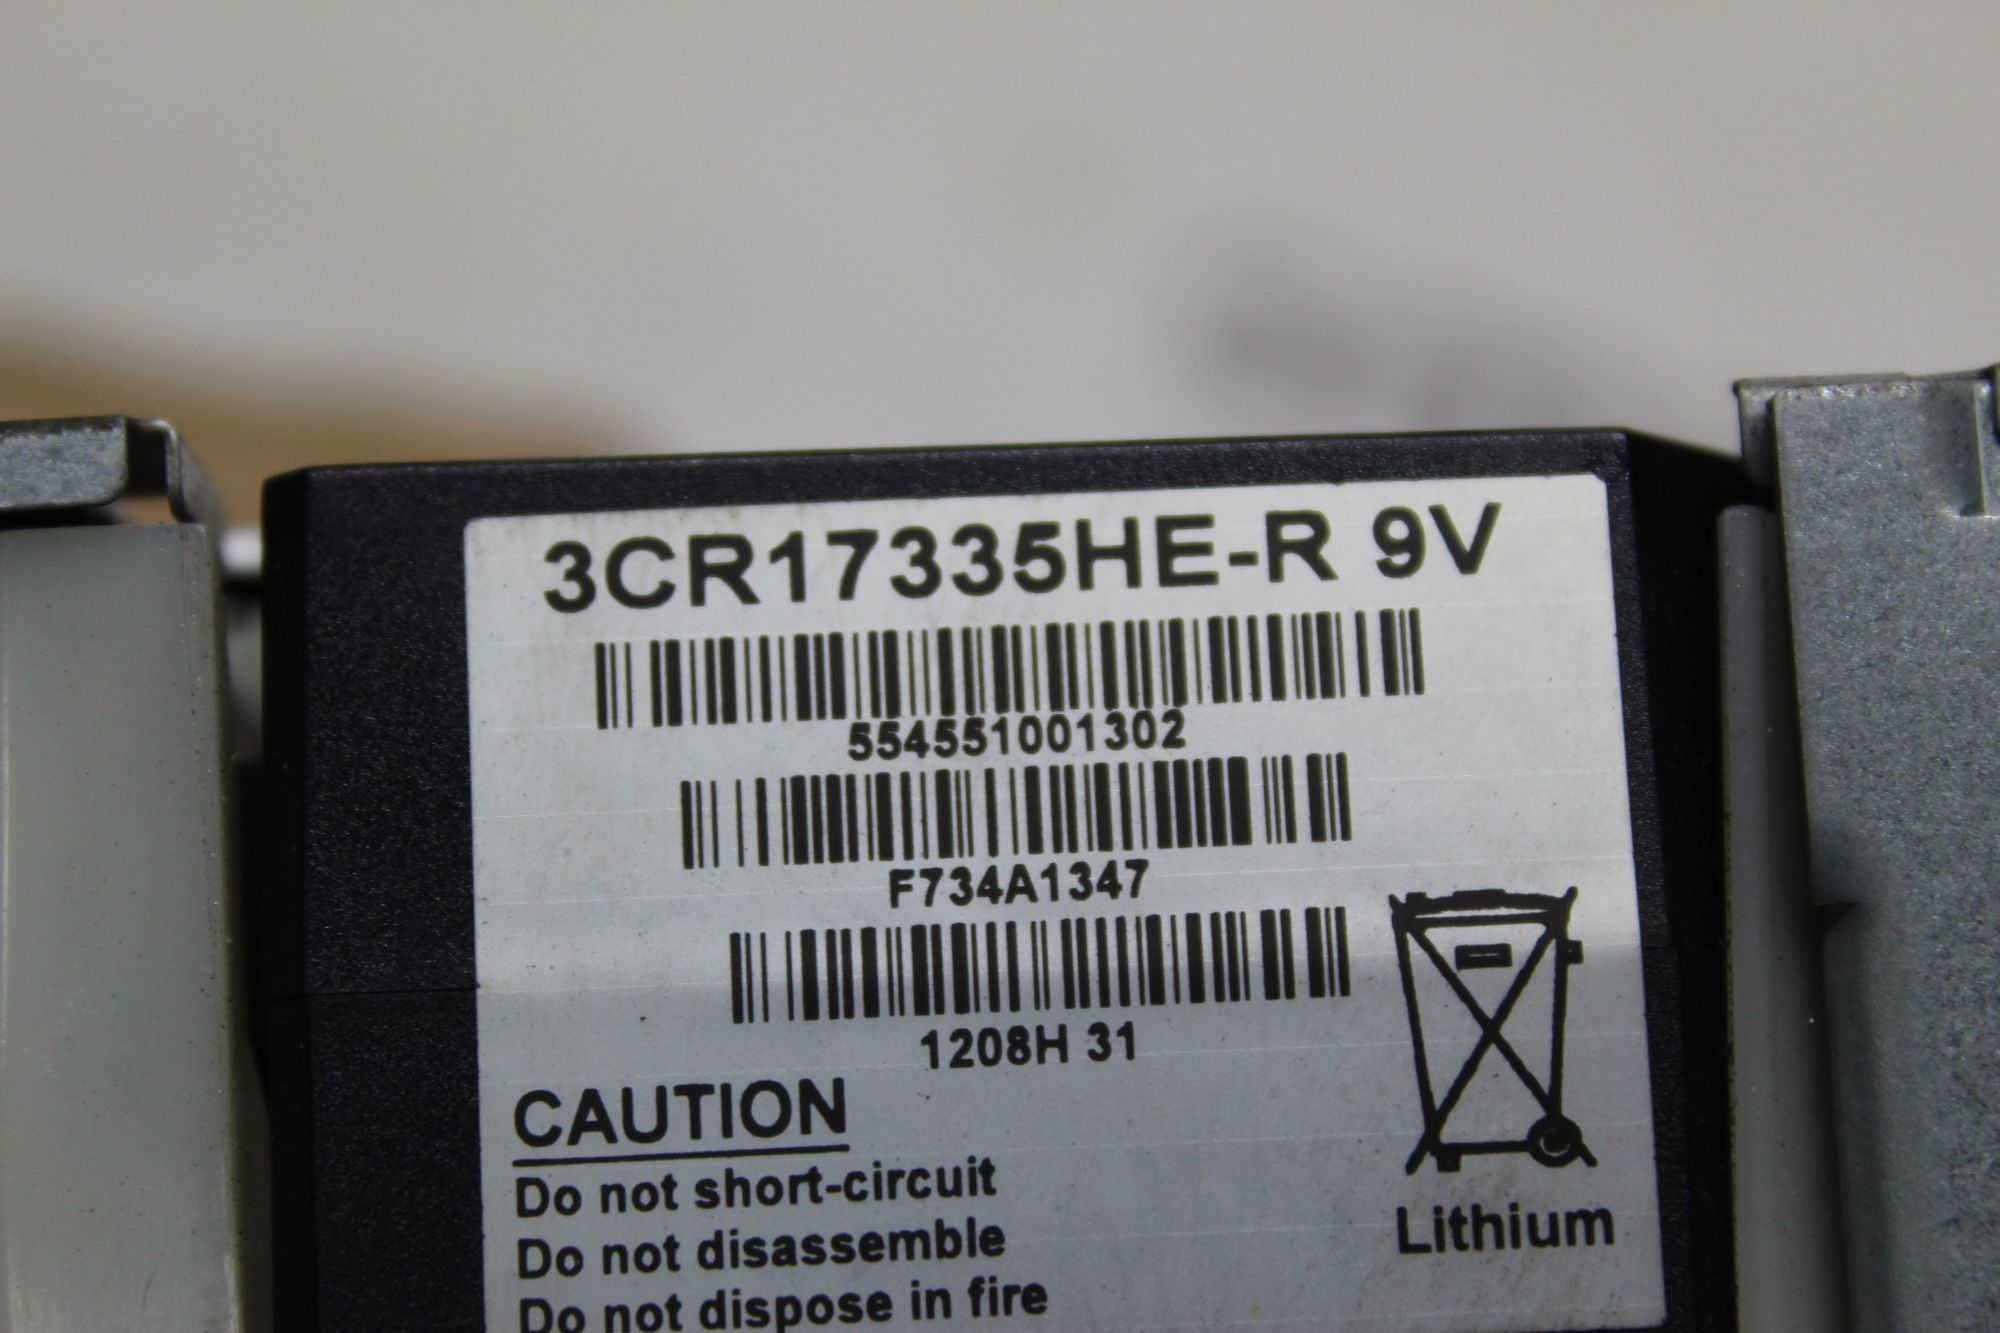 3CR17335HE-R 9V
554551001302
F734A1347
1208H 31
CAUTION
Do not short-circuit
Do not disassemble
Do not dispose in fire
Lithium